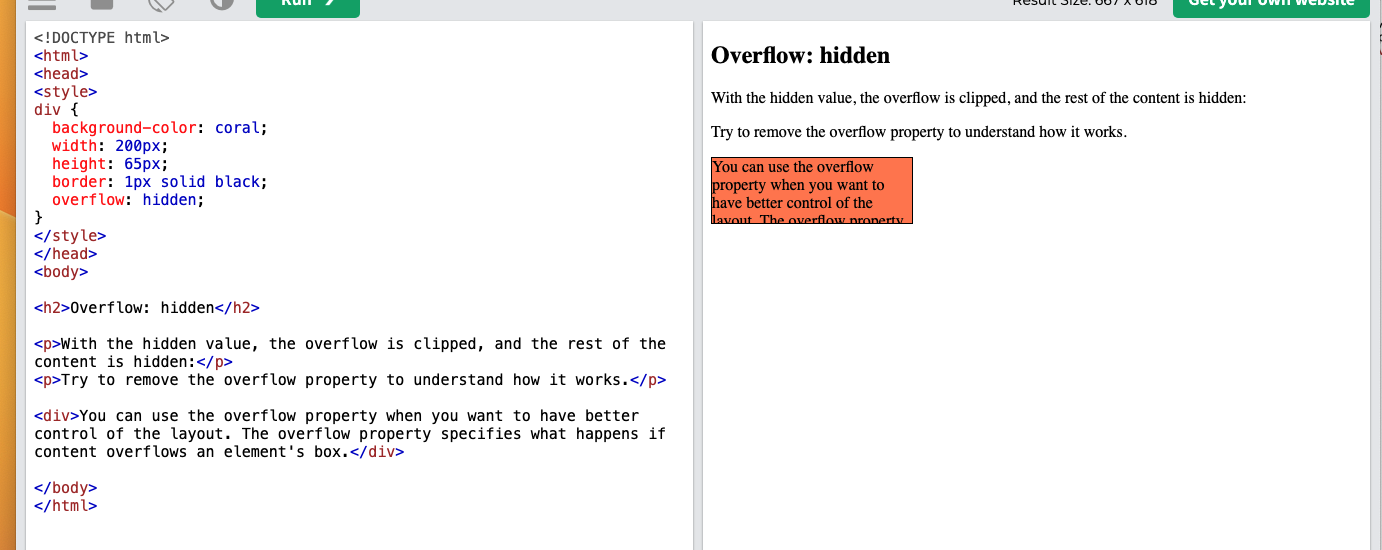 Run ❯
Result Size: 667 x 618
Get your own website
<!DOCTYPE html>
<html>
<head>
<style>
div {
  background-color: coral;
  width: 200px;
  height: 65px;
  border: 1px solid black;
  overflow: hidden;
}
</style>
</head>
<body>
<h2>Overflow: hidden</h2>
<p>With the hidden value, the overflow is clipped, and the rest of the
content is hidden:</p>
<p>Try to remove the overflow property to understand how it works.</p>
<div>You can use the overflow property when you want to have better
control of the layout. The overflow property specifies what happens if
content overflows an element's box.</div>
</body>
</html>
Overflow: hidden
With the hidden value, the overflow is clipped, and the rest of the content is hidden:
Try to remove the overflow property to understand how it works.
You can use the overflow
property when you want to
have better control of the
layout. The overflow property